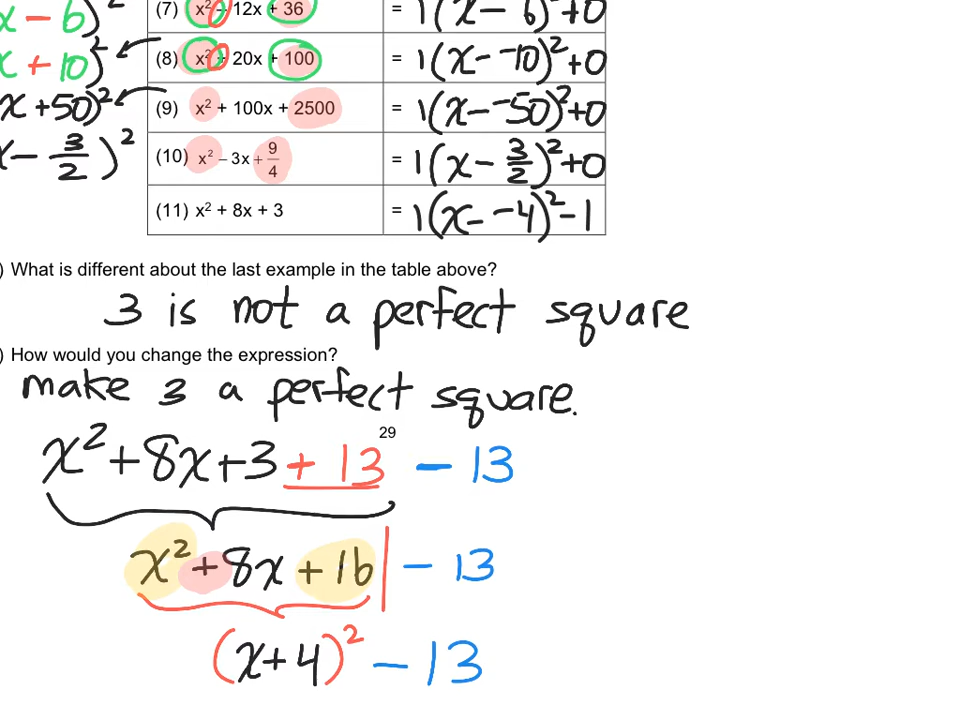 x − 6)² (7) x² − 12x + 36 = 1(x − 6)² + 0
x + 10)² (8) x² + 20x + 100 = 1(x − −10)² + 0
x + 50)² (9) x² + 100x + 2500 = 1(x − −50)² + 0
x − 3/2)² (10) x² − 3x + 9/4 = 1(x − 3/2)² + 0
(11) x² + 8x + 3 = 1(x − −4)² − 1
) What is different about the last example in the table above?
3 is not a perfect square
) How would you change the expression?
make 3 a perfect square.
29
x² + 8x + 3 + 13 − 13
x² + 8x + 16 − 13
(x + 4)² − 13